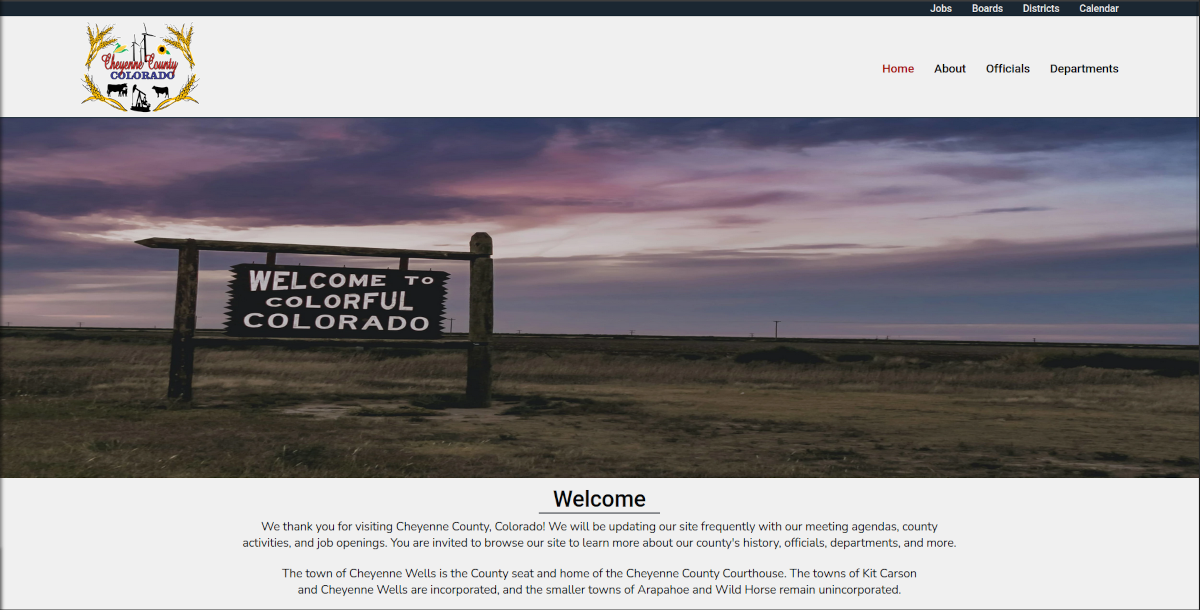 Jobs Boards Districts Calendar
Cheyenne County
COLORADO
Home About Officials Departments
WELCOME TO
COLORFUL
COLORADO
Welcome
We thank you for visiting Cheyenne County, Colorado! We will be updating our site frequently with our meeting agendas, county
activities, and job openings. You are invited to browse our site to learn more about our county's history, officials, departments, and more.
The town of Cheyenne Wells is the County seat and home of the Cheyenne County Courthouse. The towns of Kit Carson
and Cheyenne Wells are incorporated, and the smaller towns of Arapahoe and Wild Horse remain unincorporated.